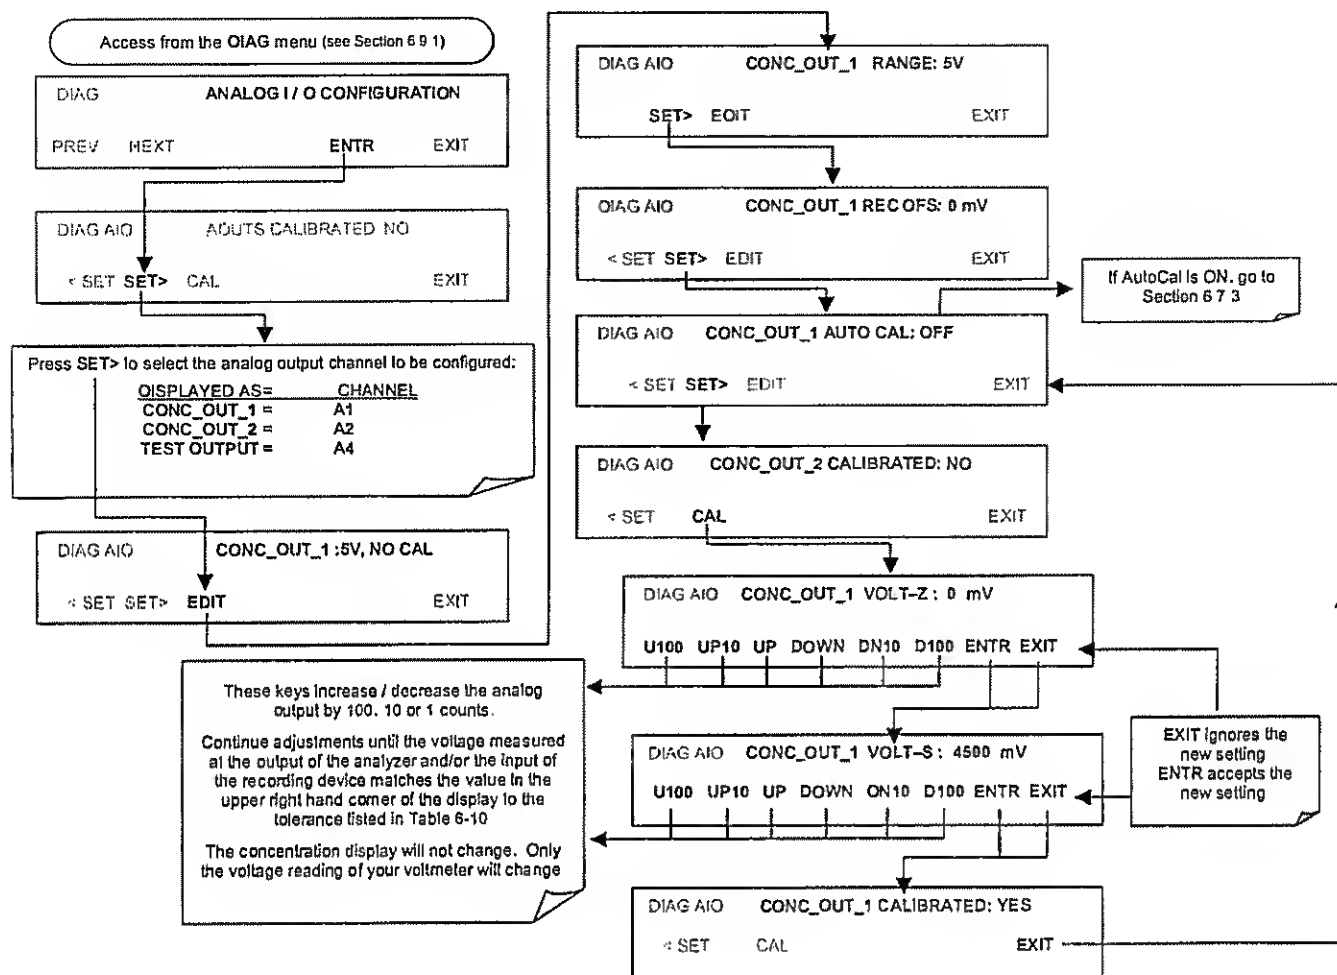 Access from the OIAG menu (see Section 6 9 1)
DIAG ANALOG I / O CONFIGURATION
PREV HEXT ENTR EXIT
DIAG AIO AOUTS CALIBRATED NO
< SET SET> CAL EXIT
Press SET> to select the analog output channel to be configured:
OISPLAYED AS= CHANNEL
CONC_OUT_1 = A1
CONC_OUT_2 = A2
TEST OUTPUT = A4
DIAG AIO CONC_OUT_1 :5V, NO CAL
< SET SET> EDIT EXIT
These keys increase / decrease the analog
output by 100. 10 or 1 counts.
Continue adjustments until the voltage measured
at the output of the analyzer and/or the input of
the recording device matches the value in the
upper right hand corner of the display to the
tolerance listed in Table 6-10
The concentration display will not change. Only
the voltage reading of your voltmeter will change
DIAG AIO CONC_OUT_1 RANGE: 5V
SET> EOIT EXIT
OIAG AIO CONC_OUT_1 REC OFS: 0 mV
< SET SET> EDIT EXIT
If AutoCal Is ON. go to
Section 6 7 3
DIAG AIO CONC_OUT_1 AUTO CAL: OFF
< SET SET> EDIT EXIT
DIAG AIO CONC_OUT_2 CALIBRATED: NO
< SET CAL EXIT
DIAG AIO CONC_OUT_1 VOLT–Z : 0 mV
U100 UP10 UP DOWN DN10 D100 ENTR EXIT
EXIT ignores the
new setting
ENTR accepts the
new setting
DIAG AIO CONC_OUT_1 VOLT–S : 4500 mV
U100 UP10 UP DOWN ON10 D100 ENTR EXIT
DIAG AIO CONC_OUT_1 CALIBRATED: YES
< SET CAL EXIT